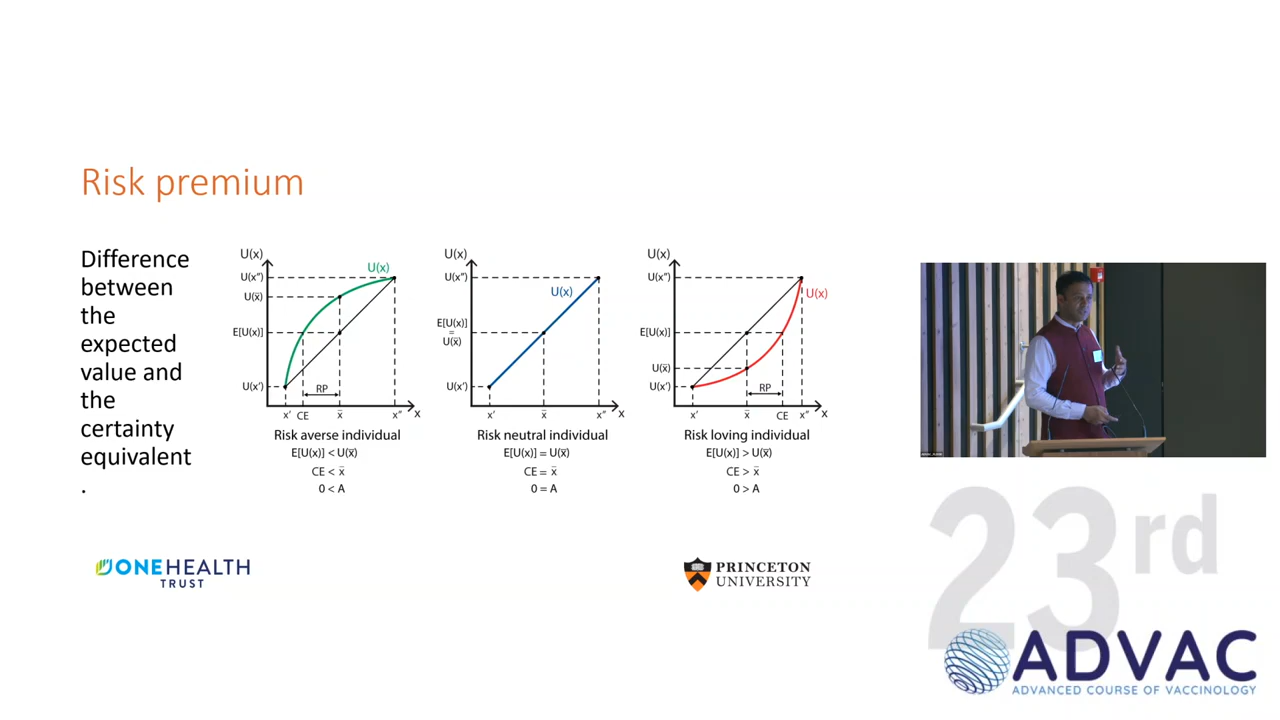 Risk premium
Difference
between
the
expected
value and
the
certainty
equivalent
.
U(x)
U(x")
U(x̄)
E[U(x)]
U(x')
U(x)
RP
x'
CE
x̄
x"
x
Risk averse individual
E[U(x)] < U(x̄)
CE < x̄
0 < A
U(x)
U(x")
E[U(x)]
=
U(x̄)
U(x')
U(x)
x'
x̄
x"
x
Risk neutral individual
E[U(x)] = U(x̄)
CE = x̄
0 = A
U(x)
U(x")
E[U(x)]
U(x̄)
U(x')
U(x)
RP
x'
x̄
CE
x"
x
Risk loving individual
E[U(x)] > U(x̄)
CE > x̄
0 > A
ONEHEALTH
TRUST
PRINCETON
UNIVERSITY
23rd
ADVAC
ADVANCED COURSE OF VACCINOLOGY